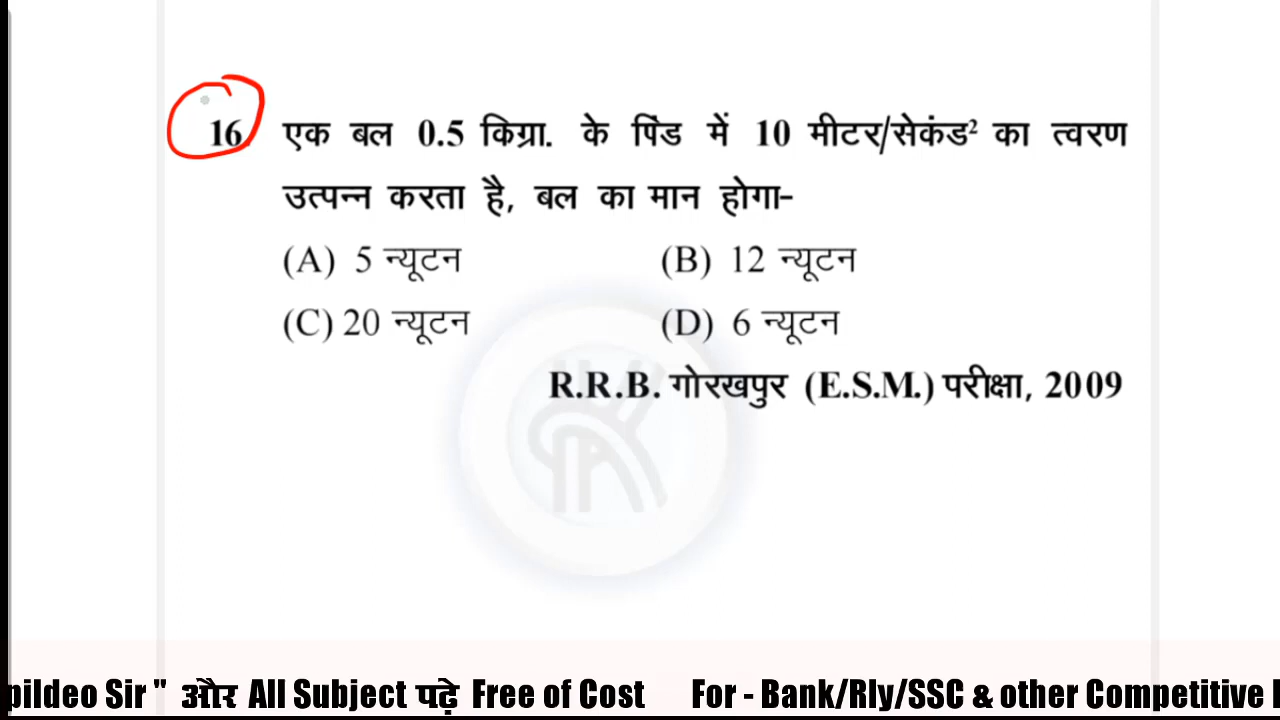 16. एक बल 0.5 किग्रा. के पिंड में 10 मीटर/सेकंड² का त्वरण
उत्पन्न करता है, बल का मान होगा-
(A) 5 न्यूटन (B) 12 न्यूटन
(C) 20 न्यूटन (D) 6 न्यूटन
R.R.B. गोरखपुर (E.S.M.) परीक्षा, 2009
pildeo Sir " और All Subject पढ़े Free of Cost For - Bank/Rly/SSC & other Competitive